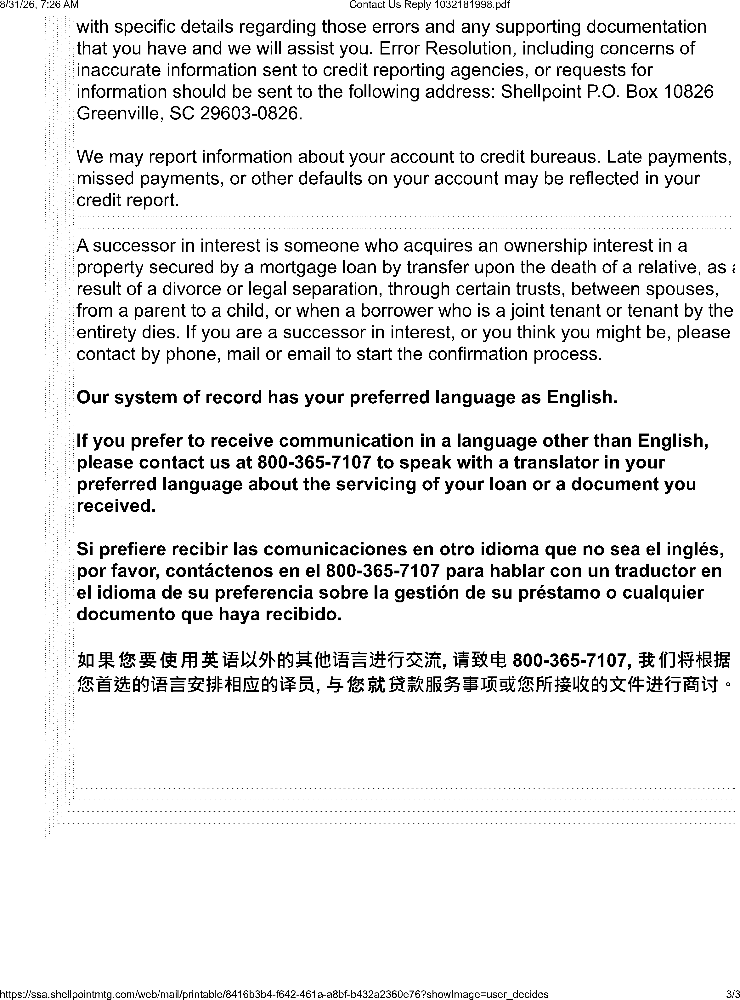 8/31/26, 7:26 AM
Contact Us Reply 1032181998.pdf
with specific details regarding those errors and any supporting documentation
that you have and we will assist you. Error Resolution, including concerns of
inaccurate information sent to credit reporting agencies, or requests for
information should be sent to the following address: Shellpoint P.O. Box 10826
Greenville, SC 29603-0826.
We may report information about your account to credit bureaus. Late payments,
missed payments, or other defaults on your account may be reflected in your
credit report.
A successor in interest is someone who acquires an ownership interest in a
property secured by a mortgage loan by transfer upon the death of a relative, as a
result of a divorce or legal separation, through certain trusts, between spouses,
from a parent to a child, or when a borrower who is a joint tenant or tenant by the
entirety dies. If you are a successor in interest, or you think you might be, please
contact by phone, mail or email to start the confirmation process.
Our system of record has your preferred language as English.
If you prefer to receive communication in a language other than English,
please contact us at 800-365-7107 to speak with a translator in your
preferred language about the servicing of your loan or a document you
received.
Si prefiere recibir las comunicaciones en otro idioma que no sea el inglés,
por favor, contáctenos en el 800-365-7107 para hablar con un traductor en
el idioma de su preferencia sobre la gestión de su préstamo o cualquier
documento que haya recibido.
如果您要使用英语以外的其他语言进行交流, 请致电 800-365-7107, 我们将根据
您首选的语言安排相应的译员, 与您就贷款服务事项或您所接收的文件进行商讨。
https://ssa.shellpointmtg.com/web/mail/printable/8416b3b4-f642-461a-a8bf-b432a2360e76?showImage=user_decides
3/3